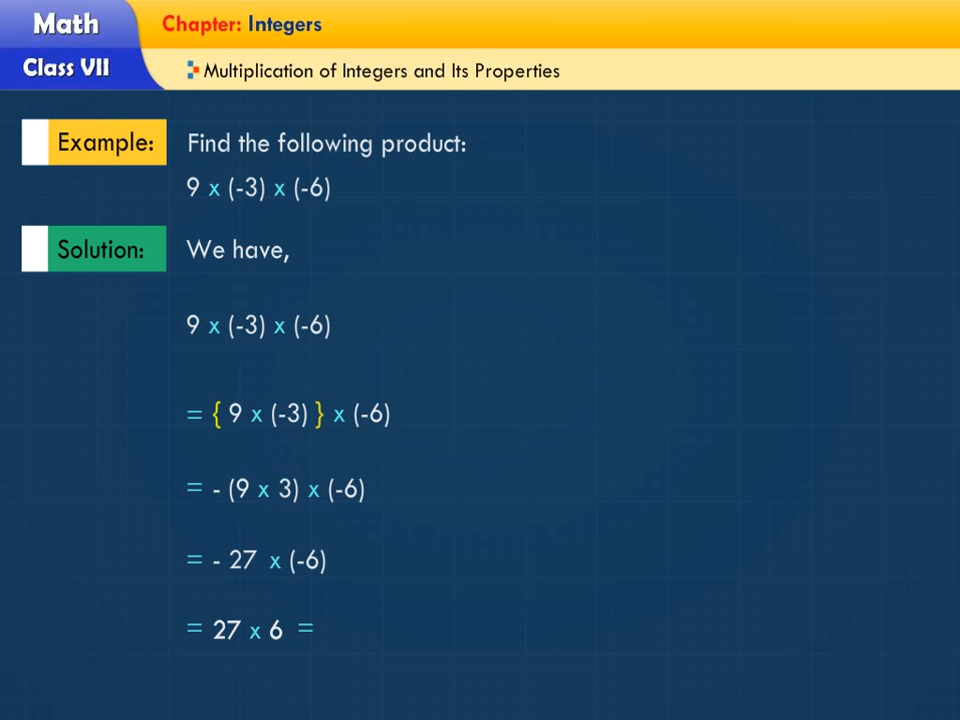 Math
Chapter: Integers
Class VII
Multiplication of Integers and Its Properties
Example: Find the following product:
9 x (-3) x (-6)
Solution: We have,
9 x (-3) x (-6)
= { 9 x (-3) } x (-6)
= - (9 x 3) x (-6)
= - 27 x (-6)
= 27 x 6 =